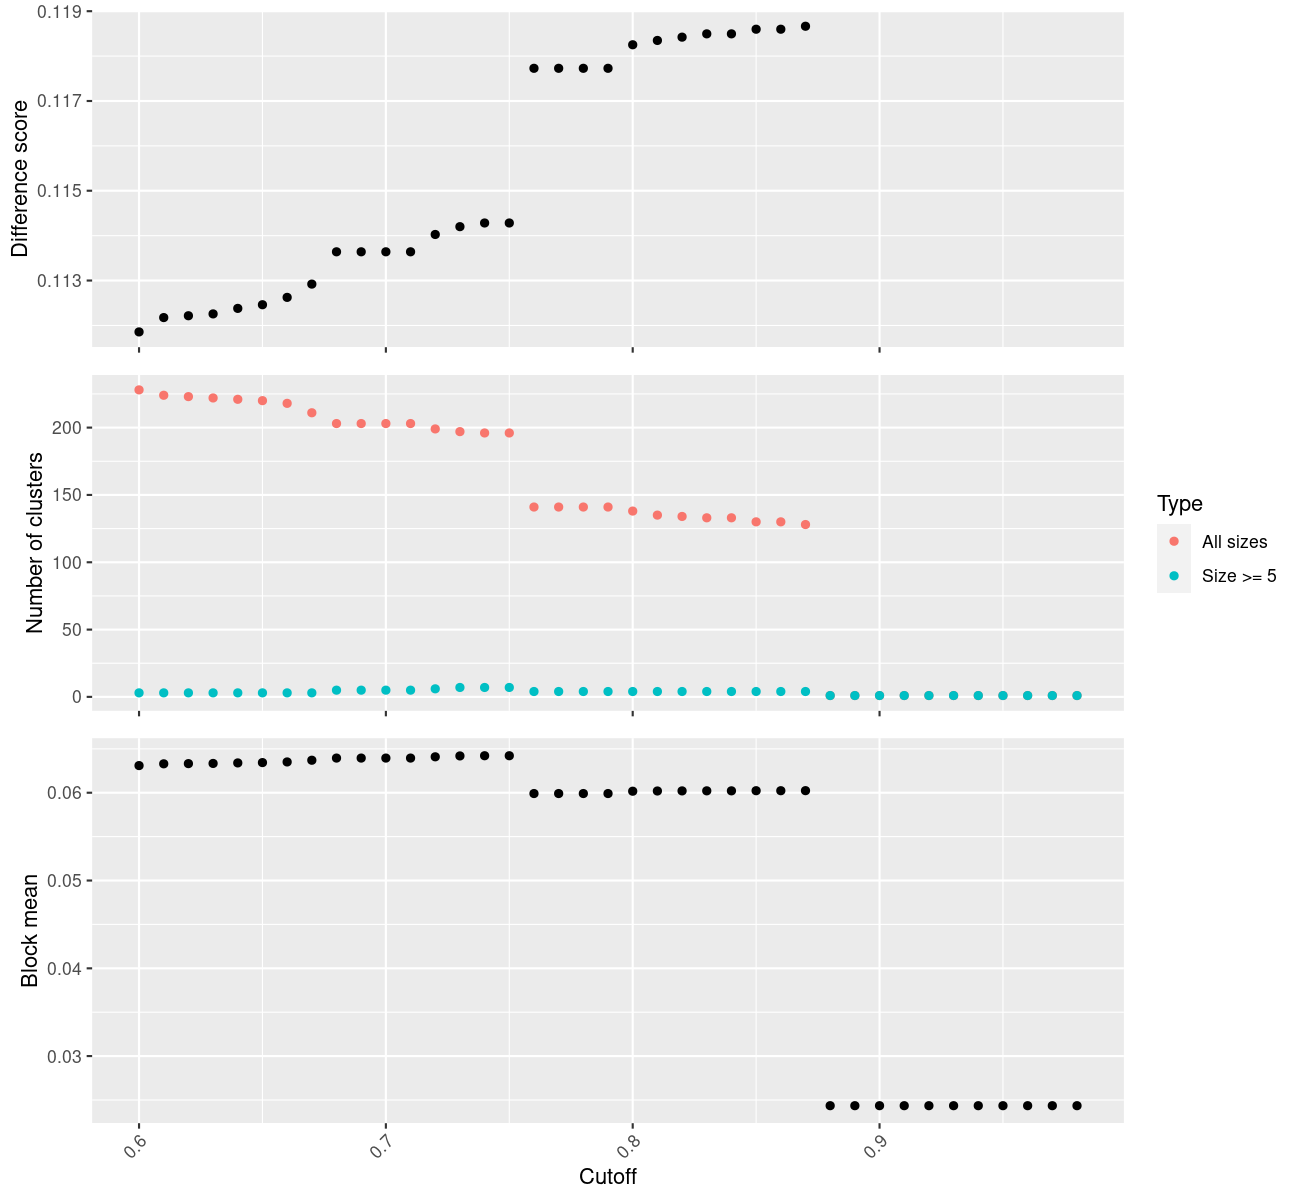 Difference score
0.119
0.117
0.115
0.113
Number of clusters
200
150
100
50
0
Type
All sizes
Size >= 5
Block mean
0.06
0.05
0.04
0.03
0.6
0.7
0.8
0.9
Cutoff